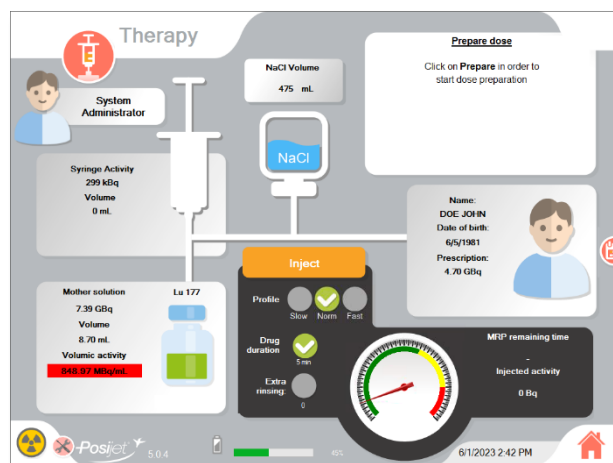 Therapy
E
System
Administrator
NaCl Volume
475 mL
NaCl
Prepare dose
Click on Prepare in order to
start dose preparation
Syringe Activity
299 kBq
Volume
0 mL
Name:
DOE JOHN
Date of birth:
6/5/1981
Prescription:
4.70 GBq
Mother solution
Lu 177
7.39 GBq
Volume
8.70 mL
Volumic activity
848.97 MBq/mL
Inject
Profile
Slow Norm Fast
Drug
duration
5 min
Extra
rinsing:
0
MRP remaining time
-
Injected activity
0 Bq
Posijet 5.0.4
45%
6/1/2023 2:42 PM